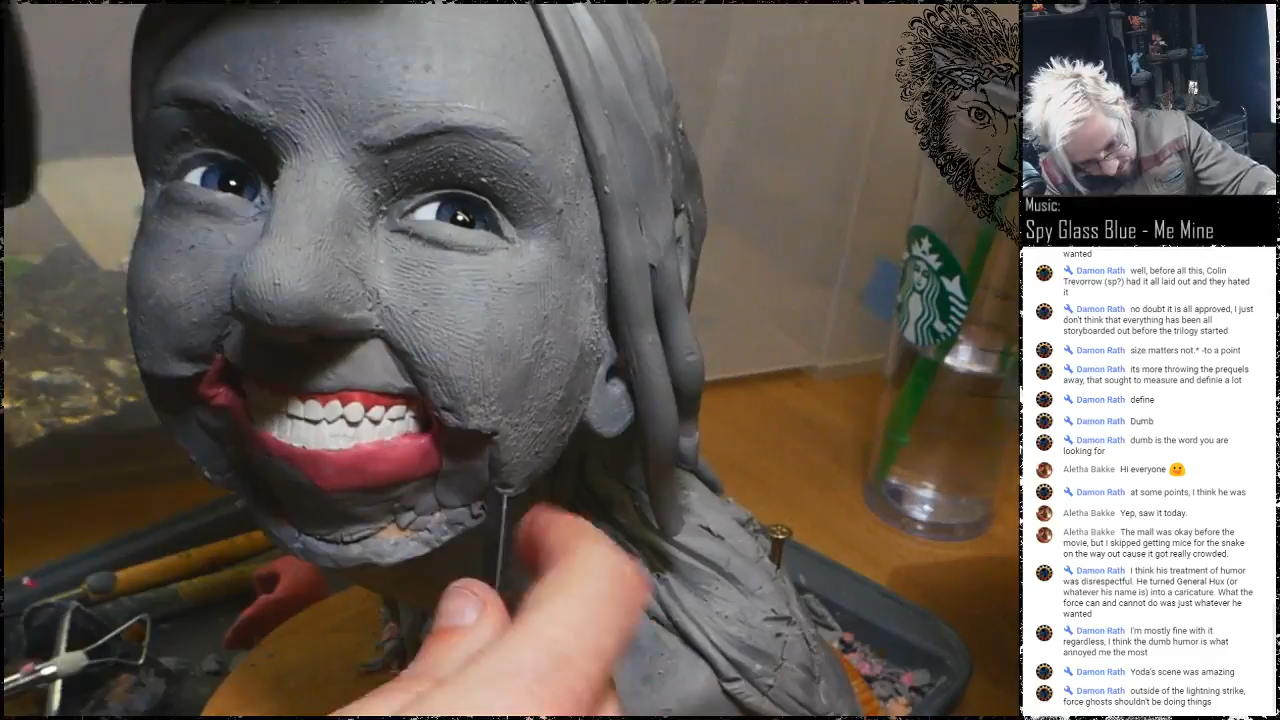 Music:
Spy Glass Blue - Me Mine
wanted
Damon Rath well, before all this, Colin
Trevorrow (sp?) had it all laid out and they hated
it
Damon Rath no doubt it is all approved, I just
don't think that everything has been all
storyboarded out before the trilogy started
Damon Rath size matters not.* -to a point
Damon Rath its more throwing the prequels
away, that sought to measure and definie a lot
Damon Rath define
Damon Rath Dumb
Damon Rath dumb is the word you are
looking for
Aletha Bakke Hi everyone
Damon Rath at some points, I think he was
Aletha Bakke Yep, saw it today.
Aletha Bakke The mall was okay before the
movie, but I skipped getting mice for the snake
on the way out cause it got really crowded.
Damon Rath I think his treatment of humor
was disrespectful. He turned General Hux (or
whatever his name is) into a caricature. What the
force can and cannot do was just whatever he
wanted
Damon Rath I'm mostly fine with it
regardless, I think the dumb humor is what
annoyed me the most
Damon Rath Yoda's scene was amazing
Damon Rath outside of the lightning strike,
force ghosts shouldn't be doing things